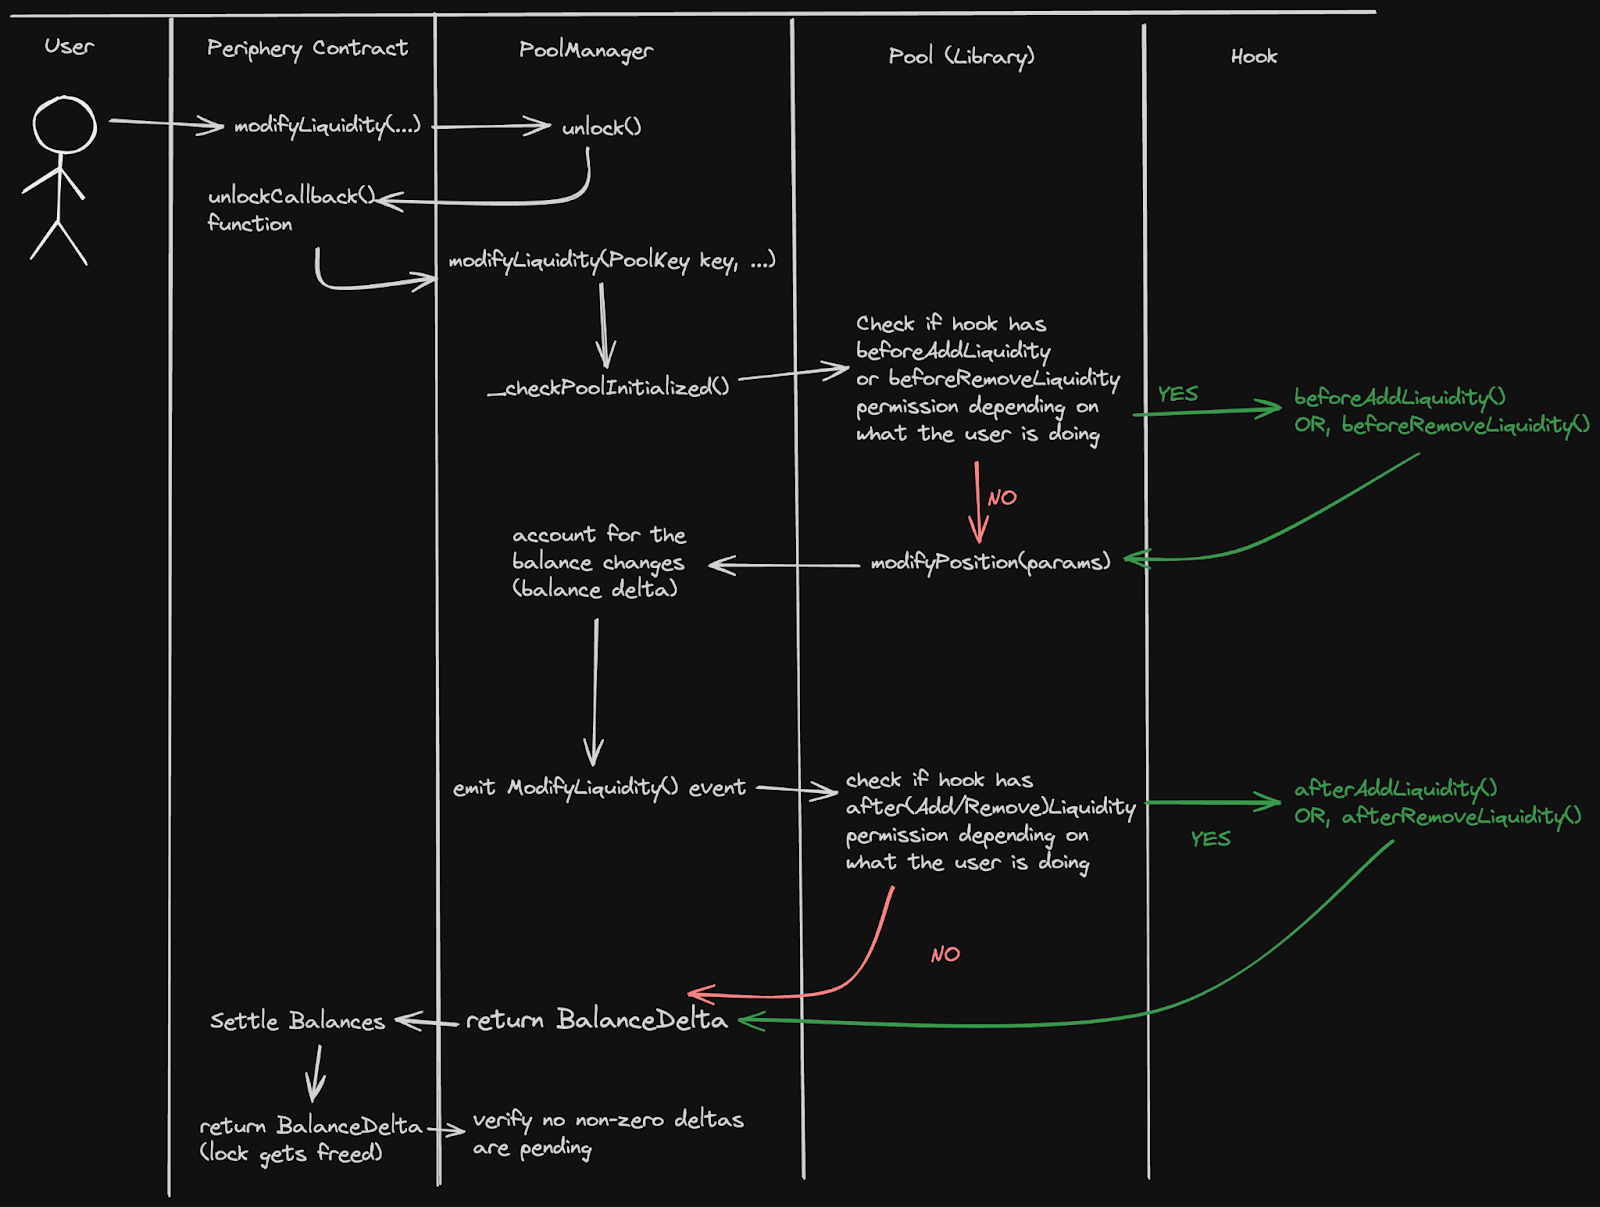 User
Periphery Contract
PoolManager
Pool (Library)
Hook
modifyLiquidity(...)
unlock()
unlockCallback()
function
modifyLiquidity(PoolKey key, ...)
_checkPoolInitialized()
Check if hook has
beforeAddLiquidity
or beforeRemoveLiquidity
permission depending on
what the user is doing
YES
beforeAddLiquidity()
OR, beforeRemoveLiquidity()
NO
modifyPosition(params)
account for the
balance changes
(balance delta)
emit ModifyLiquidity() event
check if hook has
after(Add/Remove)Liquidity
permission depending on
what the user is doing
YES
afterAddLiquidity()
OR, afterRemoveLiquidity()
NO
return BalanceDelta
Settle Balances
return BalanceDelta
(lock gets freed)
verify no non-zero deltas
are pending